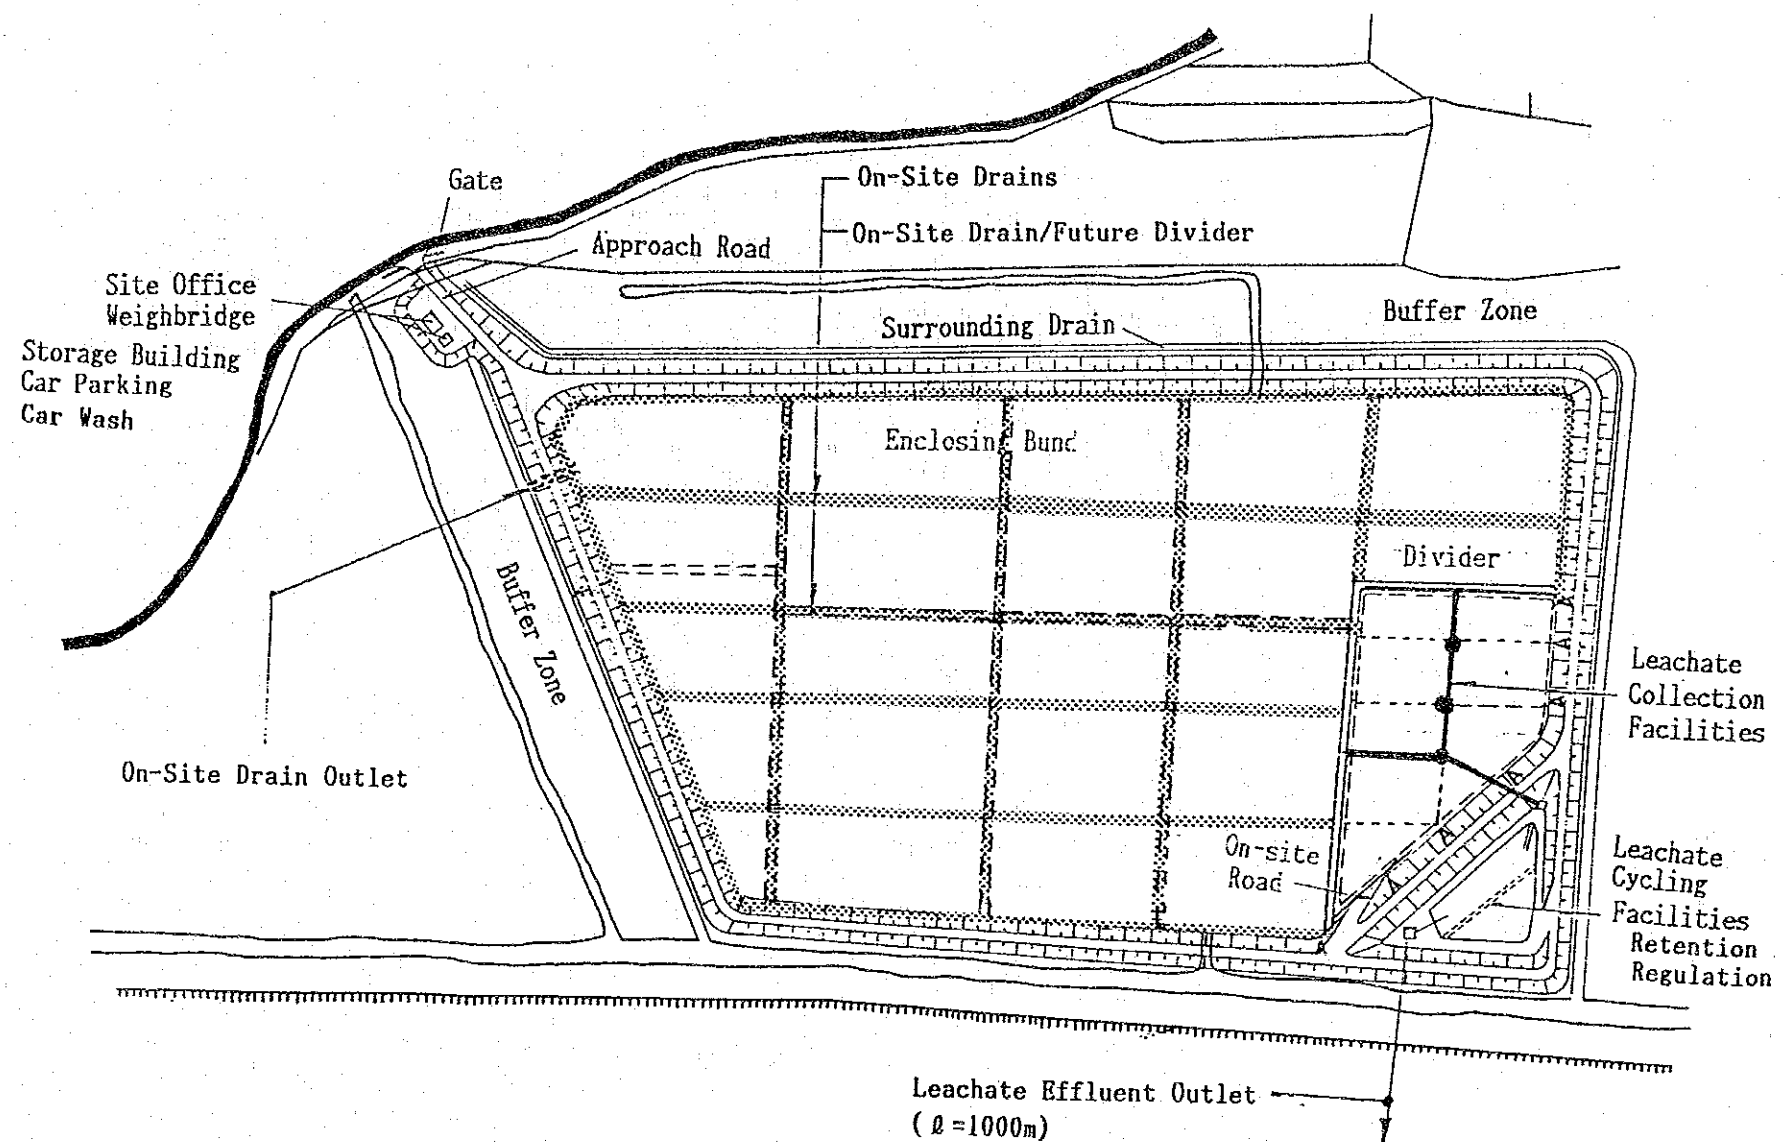 Gate
On-Site Drains
On-Site Drain/Future Divider
Approach Road
Site Office
Weighbridge
Storage Building
Car Parking
Car Wash
Surrounding Drain
Buffer Zone
Enclosing Bund
Divider
Buffer Zone
Leachate
Collection
Facilities
On-Site Drain Outlet
On-site
Road
Leachate
Cycling
Facilities
Retention
Regulation
Leachate Effluent Outlet
( ℓ =1000m)